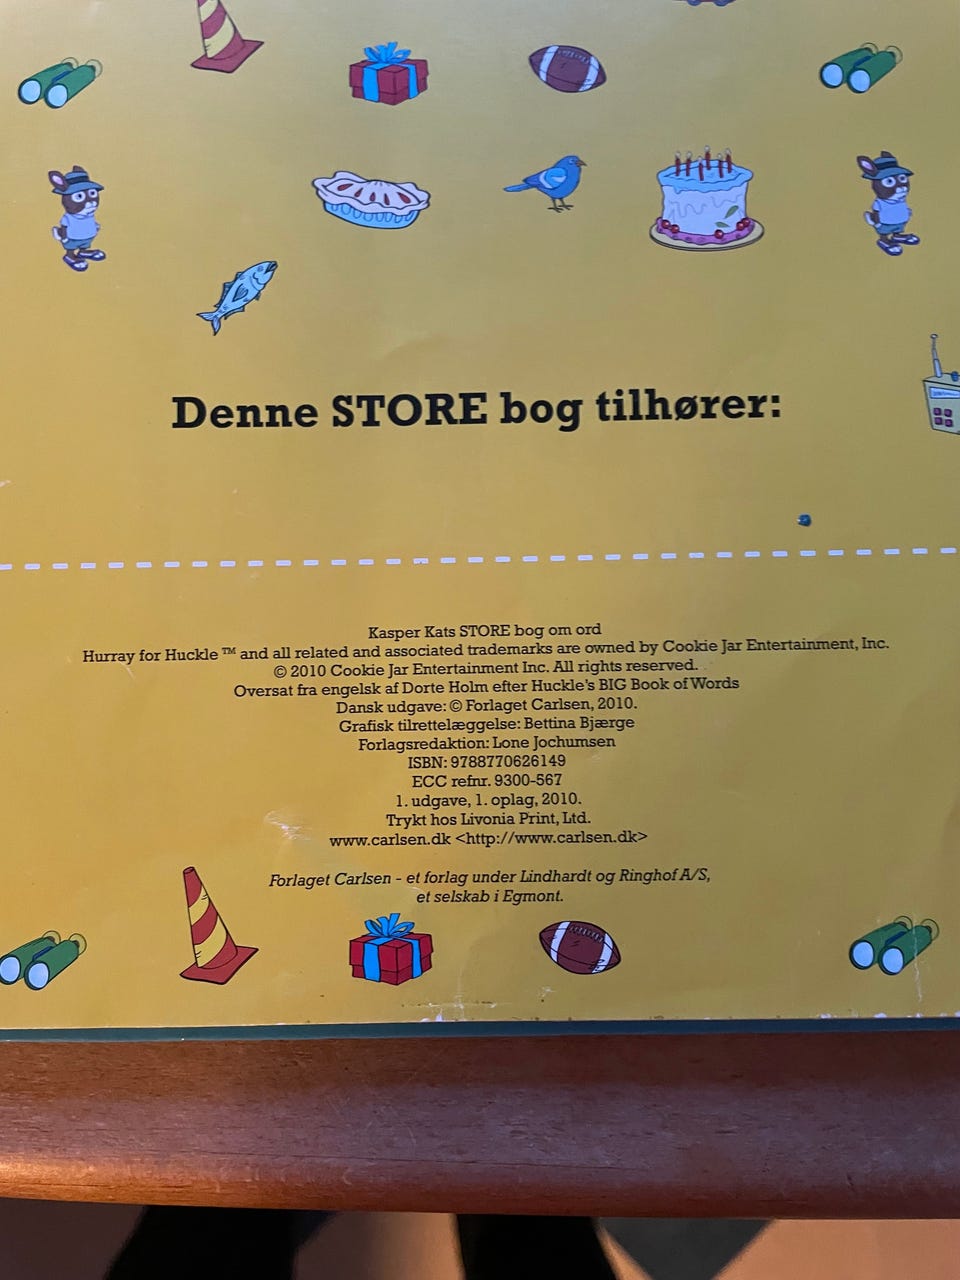 Denne STORE bog tilhører:
Kasper Kats STORE bog om ord
Hurray for Huckle ™ and all related and associated trademarks are owned by Cookie Jar Entertainment, Inc.
© 2010 Cookie Jar Entertainment Inc. All rights reserved.
Oversat fra engelsk af Dorte Holm efter Huckle's BIG Book of Words
Dansk udgave: © Forlaget Carlsen, 2010.
Grafisk tilrettelæggelse: Bettina Bjærge
Forlagsredaktion: Lone Jochumsen
ISBN: 9788770626149
ECC refnr. 9300-567
1. udgave, 1. oplag, 2010.
Trykt hos Livonia Print, Ltd.
www.carlsen.dk <http://www.carlsen.dk>
Forlaget Carlsen - et forlag under Lindhardt og Ringhof A/S,
et selskab i Egmont.